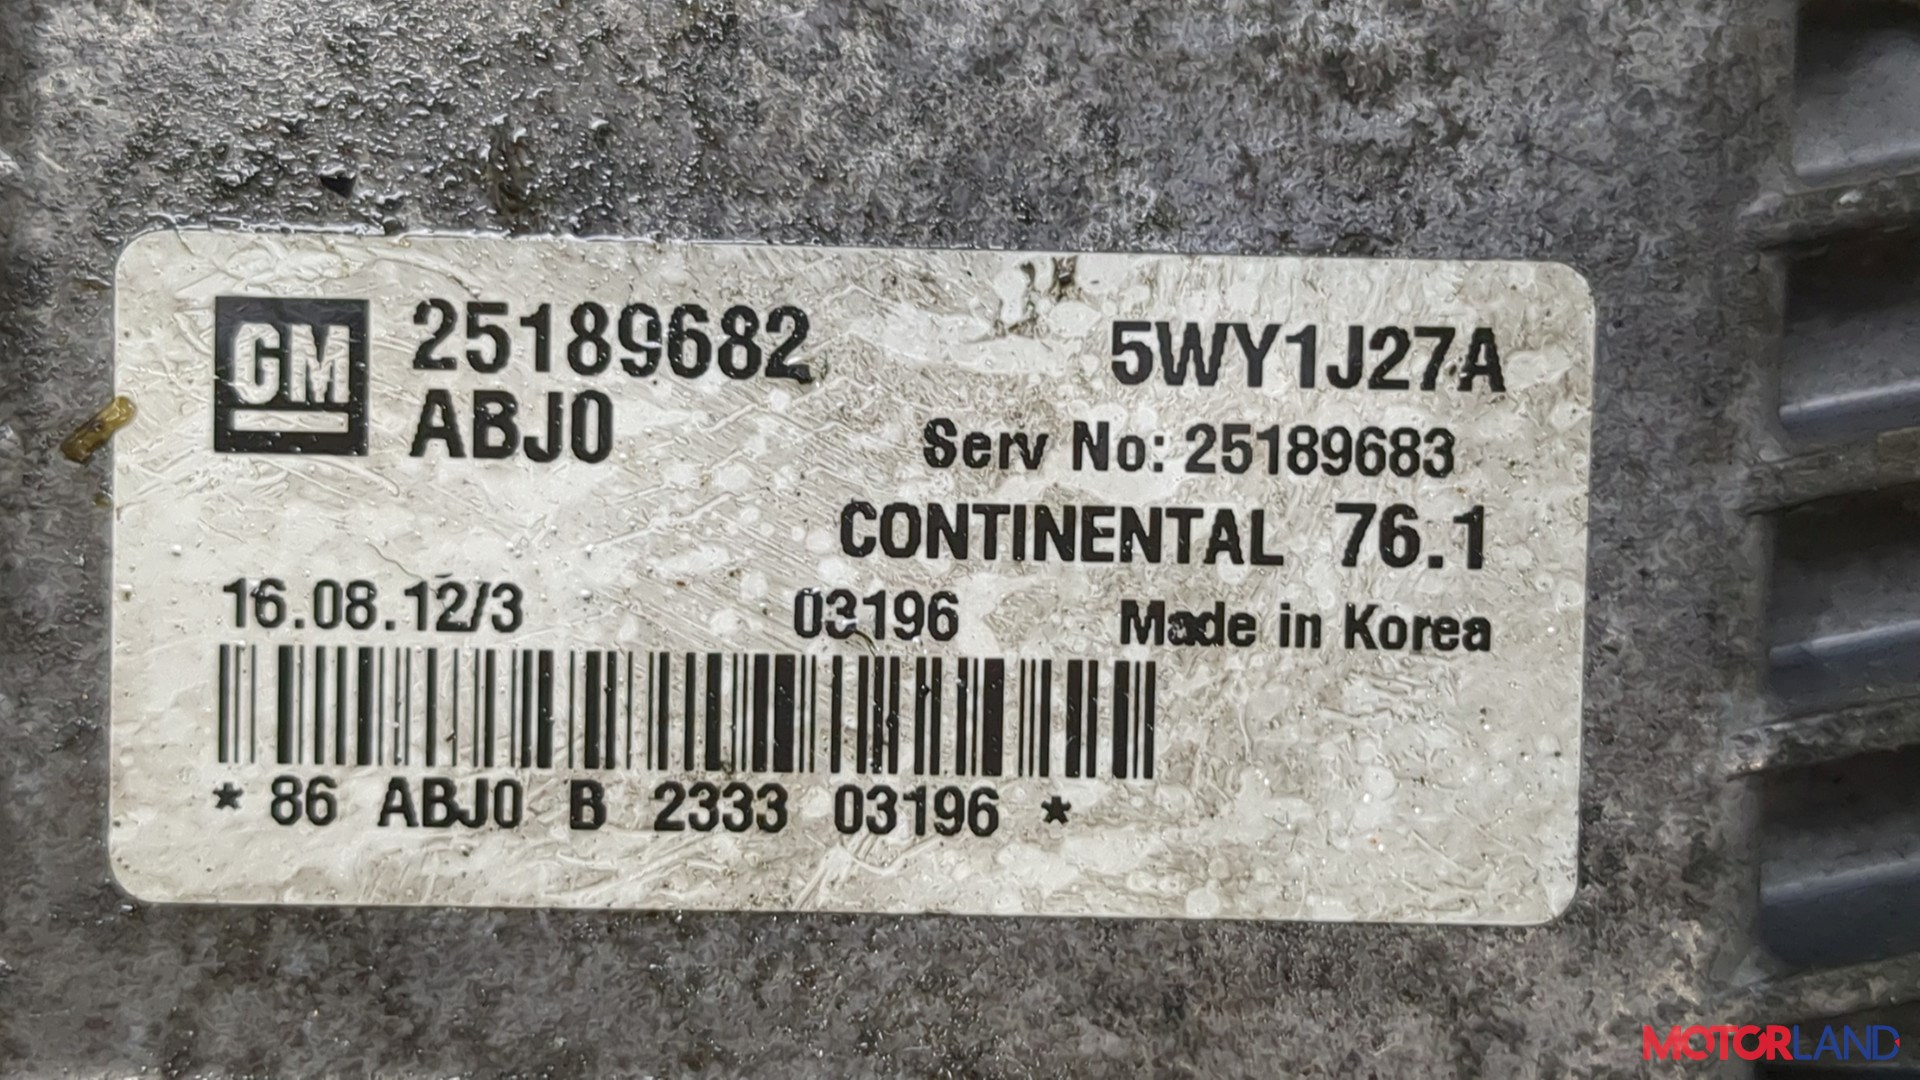 GM
25189682
ABJ0
5WY1J27A
Serv No: 25189683
CONTINENTAL 76.1
16.08.12/3 03196 Made in Korea
* 86 ABJ0 B 2333 03196 *
MOTORLAND